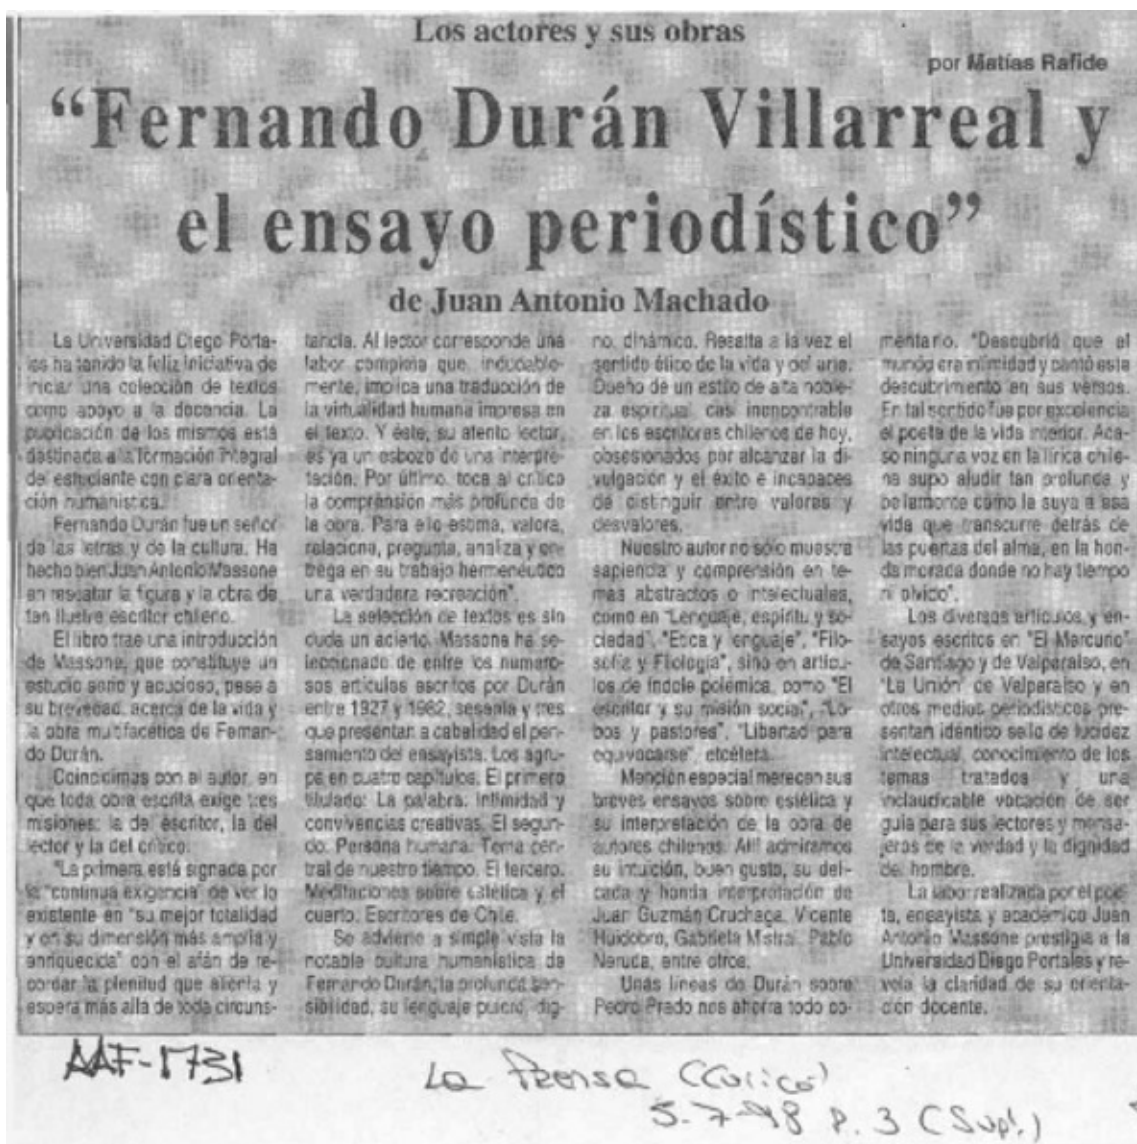 Los actores y sus obras
por Matías Rafide
“Fernando Durán Villarreal y
el ensayo periodístico”
de Juan Antonio Machado
La Universidad Diego Porta-
les ha tenido la feliz iniciativa de
iniciar una colección de textos
como apoyo a la docencia. La
publicación de los mismos está
destinada a la formación integral
del estudiante con clara orienta-
ción humanística.
Fernando Durán fue un señor
de las letras y de la cultura. Ha
hecho bien Juan Antonio Massone
en rescatar la figura y la obra de
tan ilustre escritor chileno.
El libro trae una introducción
de Massone, que constituye un
estudio serio y acucioso, pese a
su brevedad, acerca de la vida y
la obra multifacética de Fernan-
do Durán.
Coincidimos con el autor, en
que toda obra escrita exige tres
misiones: la del escritor, la del
lector y la del crítico.
"La primera está signada por
la "continua exigencia" de ver lo
existente en "su mejor totalidad
y en su dimensión más amplia y
enriquecida" con el afán de re-
cordar la plenitud que alienta y
espera más alla de toda circuns-
tancia. Al lector corresponde una
labor compleja que, indudable-
mente, implica una traducción de
la virtualidad humana impresa en
el texto. Y éste, su atento lector,
es ya un esbozo de una interpre-
tación. Por último, toca al crítico
la comprensión más profunda de
la obra. Para ello estima, valora,
relaciona, pregunta, analiza y en-
trega en su trabajo hermenéutico
una verdadera recreación".
La selección de textos es sin
duda un acierto. Massone ha se-
leccionado de entre los numero-
sos artículos escritos por Durán
entre 1927 y 1982, sesenta y tres
que presentan a cabalidad el pen-
samiento del ensayista. Los agru-
pa en cuatro capítulos. El primero
titulado: La palabra: intimidad y
convivencias creativas. El segun-
do: Persona humana: Tema cen-
tral de nuestro tiempo. El tercero:
Meditaciones sobre estética y el
cuarto: Escritores de Chile.
Se advierte a simple vista la
notable cultura humanística de
Fernando Durán, la profunda sen-
sibilidad, su lenguaje pulcro, dig-
no, dinámico. Resalta a la vez el
sentido ético de la vida y del arte.
Dueño de un estilo de alta noble-
za espiritual, casi inencontrable
en los escritores chilenos de hoy,
obsesionados por alcanzar la di-
vulgación y el éxito e incapaces
de distinguir entre valores y
desvalores.
Nuestro autor no sólo muestra
sapiencia y comprensión en te-
mas abstractos o intelectuales,
como en "Lenguaje, espíritu y so-
ciedad", "Etica y lenguaje", "Filo-
sofía y Filología", sino en artícu-
los de índole polémica, como "El
escritor y su misión social", "Lo-
bos y pastores", "Libertad para
equivocarse", etcétera.
Mención especial merecen sus
breves ensayos sobre estética y
su interpretación de la obra de
autores chilenos. Allí admiramos
su intuición, buen gusto, su deli-
cada y honda interpretación de
Juan Guzmán Cruchaga, Vicente
Huidobro, Gabriela Mistral, Pablo
Neruda, entre otros.
Unas líneas de Durán sobre
Pedro Prado nos ahorra todo co-
mentario. "Descubrió que el
mundo era intimidad y cantó este
descubrimiento en sus versos.
En tal sentido fue por excelencia
el poeta de la vida interior. Aca-
so ninguna voz en la lírica chile-
na supo aludir tan profunda y
bellamente como la suya a esa
vida que transcurre detrás de
las puertas del alma, en la hon-
da morada donde no hay tiempo
ni olvido".
Los diversos artículos y en-
sayos escritos en "El Mercurio"
de Santiago y de Valparaíso, en
"La Unión" de Valparaíso y en
otros medios periodísticos pre-
sentan idéntico sello de lucidez
intelectual, conocimiento de los
temas tratados y una
inclaudicable vocación de ser
guía para sus lectores y mensa-
jeros de la verdad y la dignidad
del hombre.
La labor realizada por el poe-
ta, ensayista y académico Juan
Antonio Massone prestigia a la
Universidad Diego Portales y re-
vela la claridad de su orienta-
ción docente.
AAF-1731
La Prensa (Curicó)
5-7-98 P. 3 (Supl.)